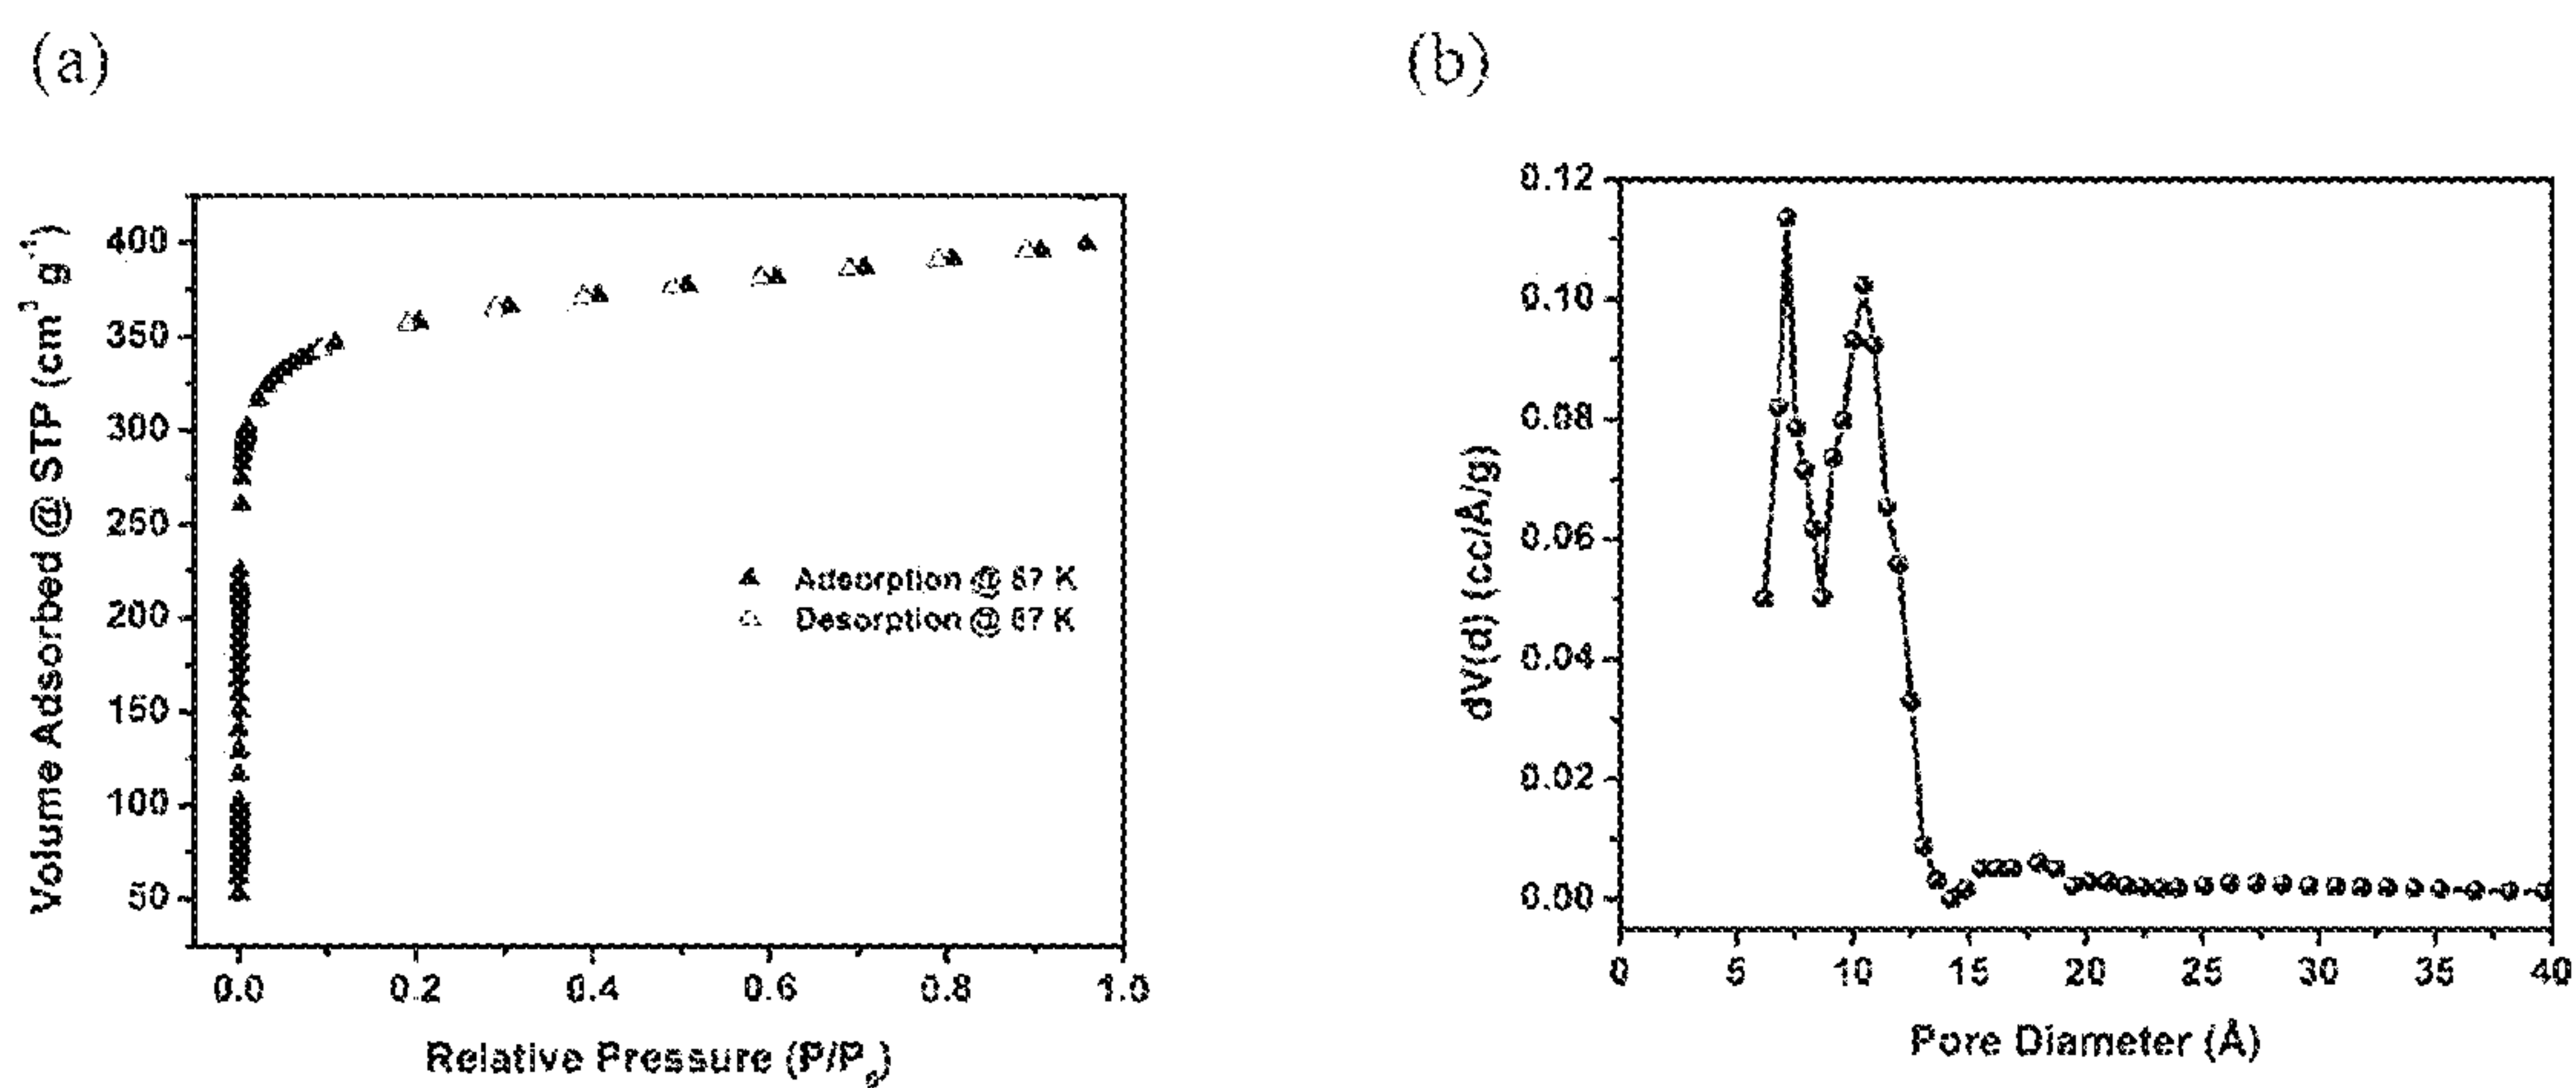 (a)
(b)
Volume Adsorbed @ STP (cm³ g⁻¹)
400
350
300
250
200
150
100
50
Adsorption @ 87 K
Desorption @ 87 K
0.0 0.2 0.4 0.6 0.8 1.0
Relative Pressure (P/P₀)
dV(d) (cc/Å/g)
0.12
0.10
0.08
0.06
0.04
0.02
0.00
0 5 10 15 20 25 30 35 40
Pore Diameter (Å)